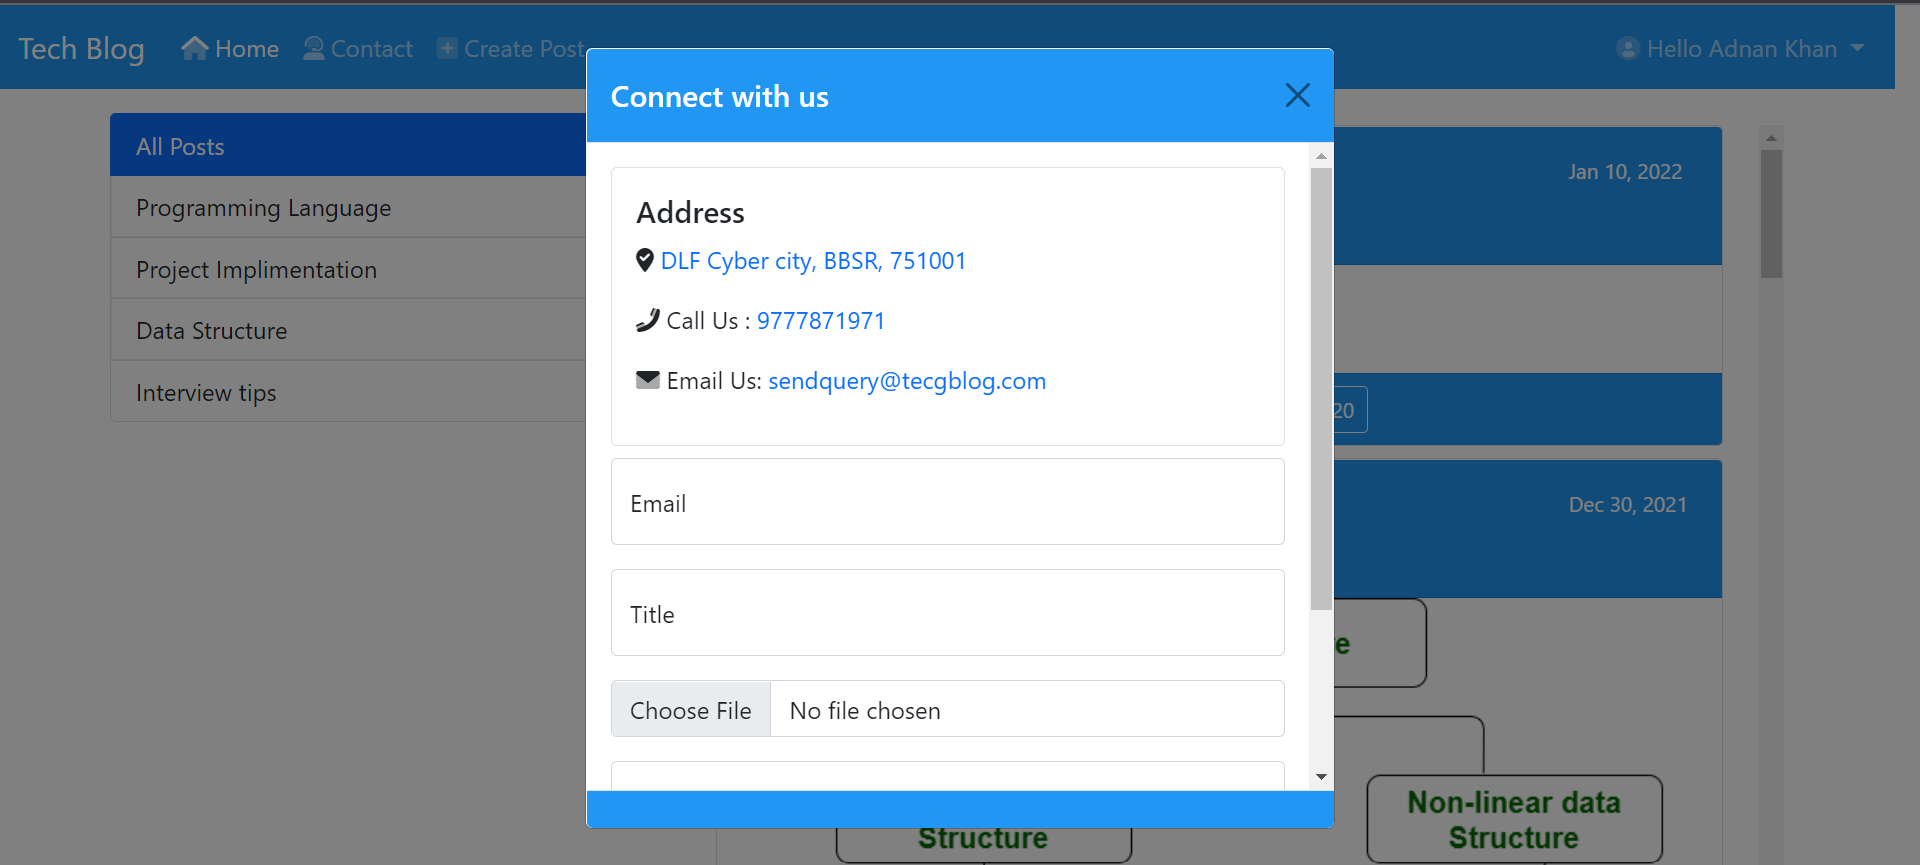 Tech Blog Home Contact Create Post Hello Adnan Khan
All Posts
Programming Language
Project Implimentation
Data Structure
Interview tips
Connect with us
Address
DLF Cyber city, BBSR, 751001
Call Us : 9777871971
Email Us: sendquery@tecgblog.com
Email
Title
Choose File No file chosen
Jan 10, 2022
20
Dec 30, 2021
Structure
Non-linear data
Structure